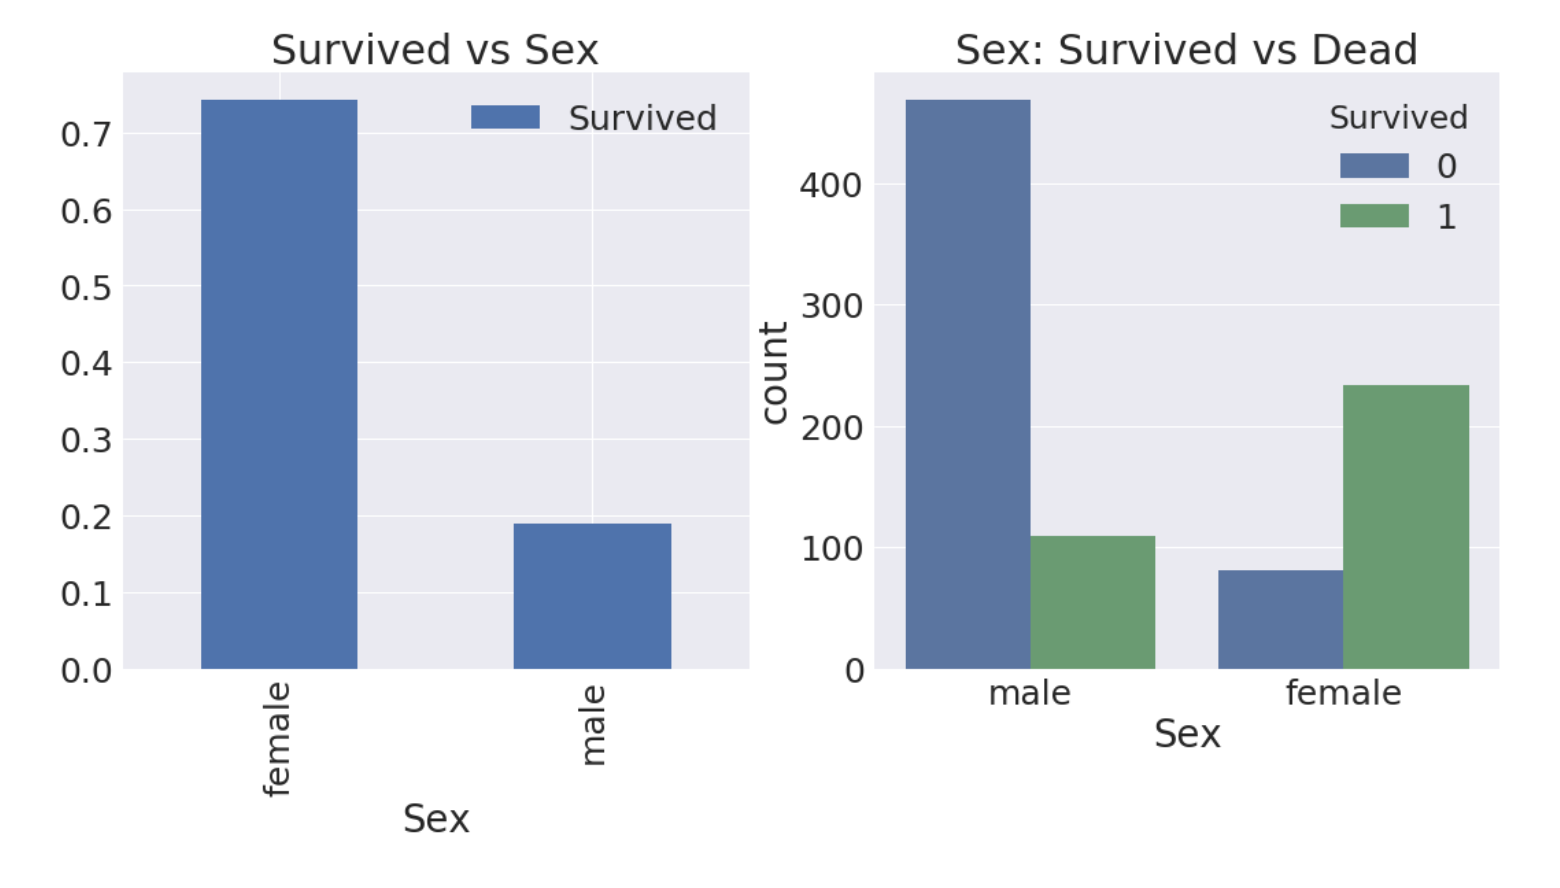 Survived vs Sex
Survived
0.7
0.6
0.5
0.4
0.3
0.2
0.1
0.0
female
male
Sex
Sex: Survived vs Dead
Survived
0
1
count
400
300
200
100
0
male
female
Sex